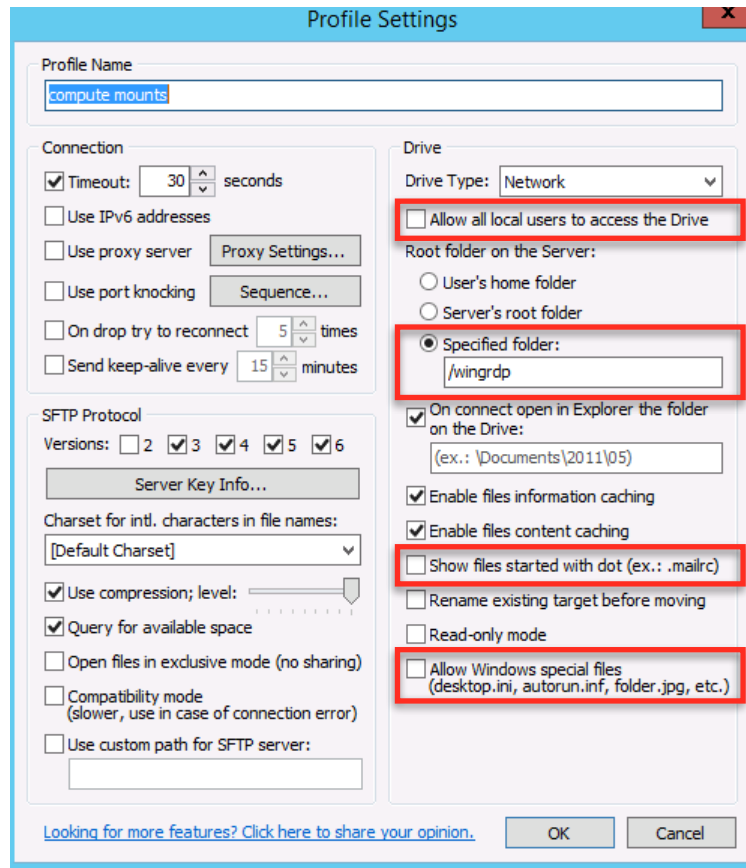 Profile Settings
x
Profile Name
compute mounts
Connection
Timeout: 30 seconds
Use IPv6 addresses
Use proxy server Proxy Settings...
Use port knocking Sequence...
On drop try to reconnect 5 times
Send keep-alive every 15 minutes
SFTP Protocol
Versions: 2 3 4 5 6
Server Key Info...
Charset for intl. characters in file names:
[Default Charset]
Use compression; level:
Query for available space
Open files in exclusive mode (no sharing)
Compatibility mode
(slower, use in case of connection error)
Use custom path for SFTP server:
Drive
Drive Type: Network
Allow all local users to access the Drive
Root folder on the Server:
User's home folder
Server's root folder
Specified folder:
/wingrdp
On connect open in Explorer the folder
on the Drive:
(ex.: \Documents\2011\05)
Enable files information caching
Enable files content caching
Show files started with dot (ex.: .mailrc)
Rename existing target before moving
Read-only mode
Allow Windows special files
(desktop.ini, autorun.inf, folder.jpg, etc.)
Looking for more features? Click here to share your opinion.
OK Cancel